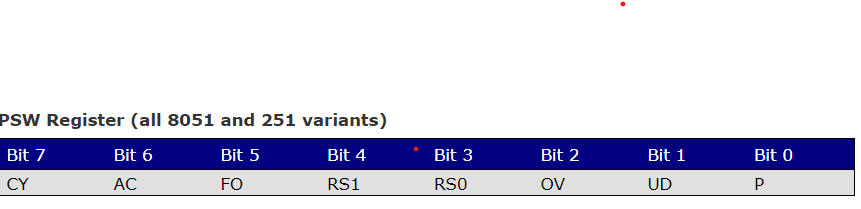 PSW Register (all 8051 and 251 variants)
Bit 7 Bit 6 Bit 5 Bit 4 Bit 3 Bit 2 Bit 1 Bit 0
CY AC FO RS1 RS0 OV UD P